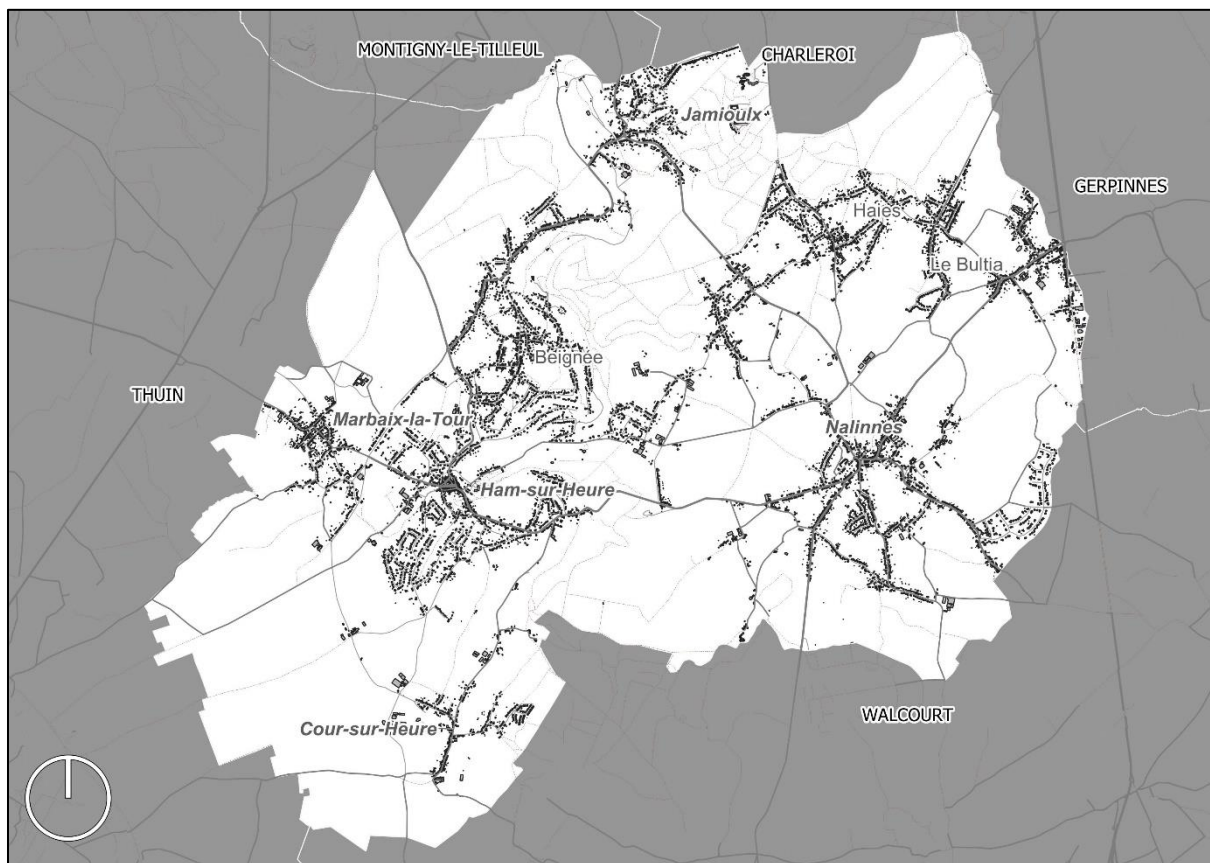 MONTIGNY-LE-TILLEUL
CHARLEROI
Jamioulx
GERPINNES
Haies
Le Bultia
Beignée
THUIN
Marbaix-la-Tour
Nalinnes
Ham-sur-Heure
WALCOURT
Cour-sur-Heure